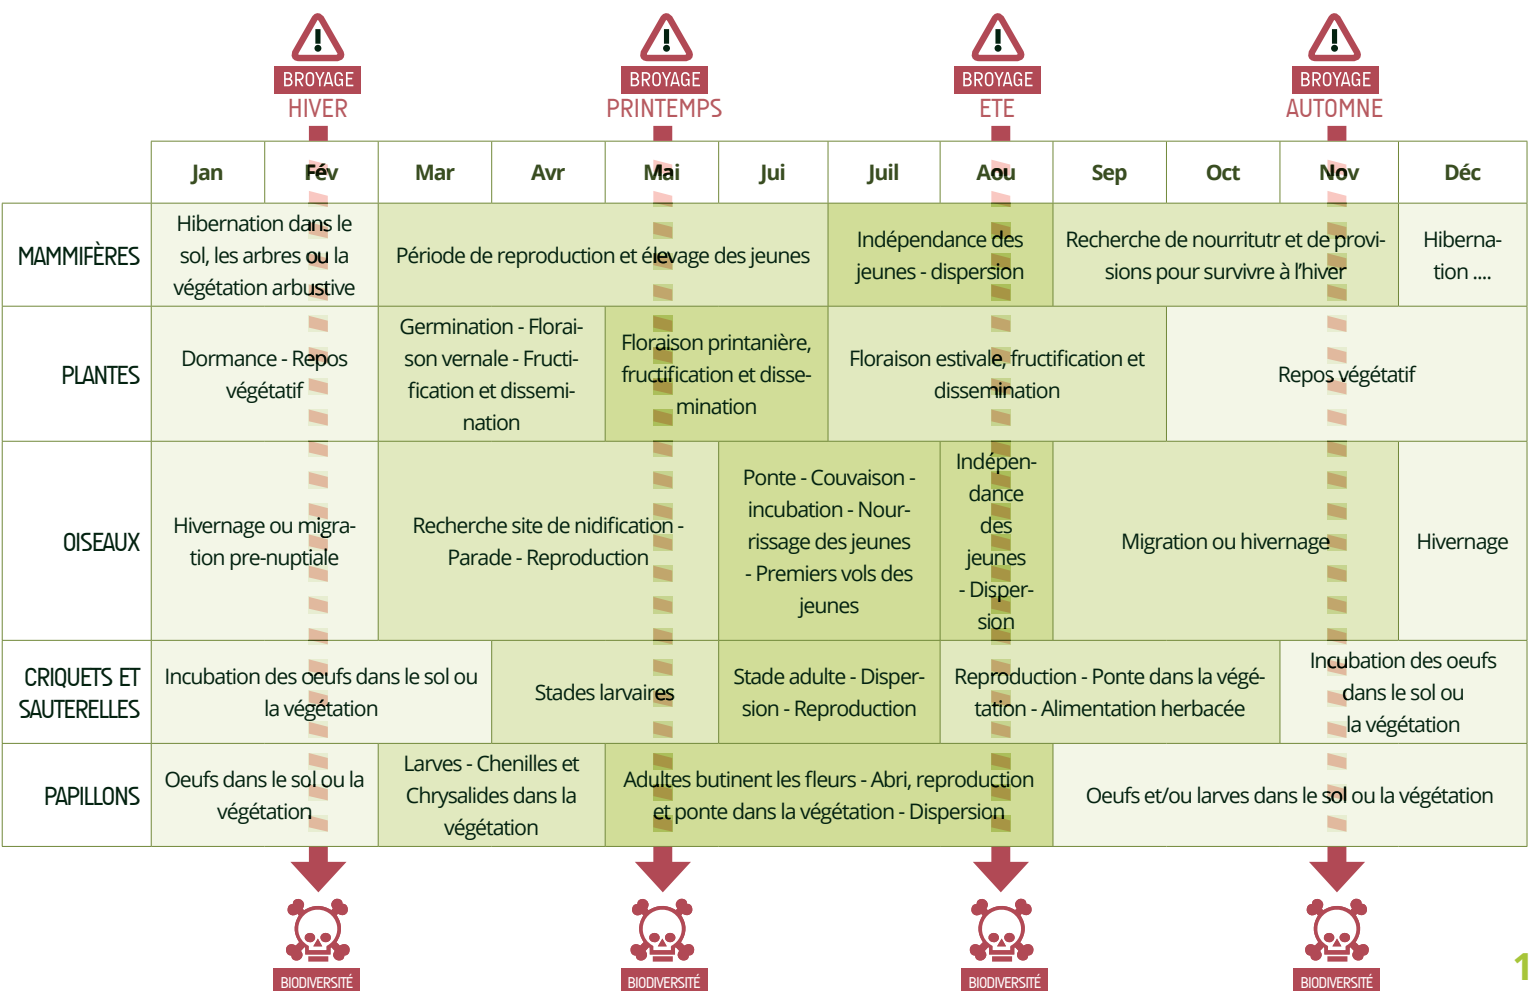 BROYAGE
HIVER
BROYAGE
PRINTEMPS
BROYAGE
ETE
BROYAGE
AUTOMNE
Jan Fév Mar Avr Mai Jui Juil Aou Sep Oct Nov Déc
MAMMIFÈRES
Hibernation dans le
sol, les arbres ou la
végétation arbustive
Période de reproduction et élevage des jeunes
Indépendance des
jeunes - dispersion
Recherche de nourritutr et de provi-
sions pour survivre à l'hiver
Hiberna-
tion ....
PLANTES
Dormance - Repos
végétatif
Germination - Florai-
son vernale - Fructi-
fication et dissemi-
nation
Floraison printanière,
fructification et disse-
mination
Floraison estivale, fructification et
dissemination
Repos végétatif
OISEAUX
Hivernage ou migra-
tion pre-nuptiale
Recherche site de nidification -
Parade - Reproduction
Ponte - Couvaison -
incubation - Nour-
rissage des jeunes
- Premiers vols des
jeunes
Indépen-
dance
des
jeunes
- Disper-
sion
Migration ou hivernage
Hivernage
CRIQUETS ET
SAUTERELLES
Incubation des oeufs dans le sol ou
la végétation
Stades larvaires
Stade adulte - Disper-
sion - Reproduction
Reproduction - Ponte dans la végé-
tation - Alimentation herbacée
Incubation des oeufs
dans le sol ou
la végétation
PAPILLONS
Oeufs dans le sol ou la
végétation
Larves - Chenilles et
Chrysalides dans la
végétation
Adultes butinent les fleurs - Abri, reproduction
et ponte dans la végétation - Dispersion
Oeufs et/ou larves dans le sol ou la végétation
BIODIVERSITÉ
BIODIVERSITÉ
BIODIVERSITÉ
BIODIVERSITÉ
1